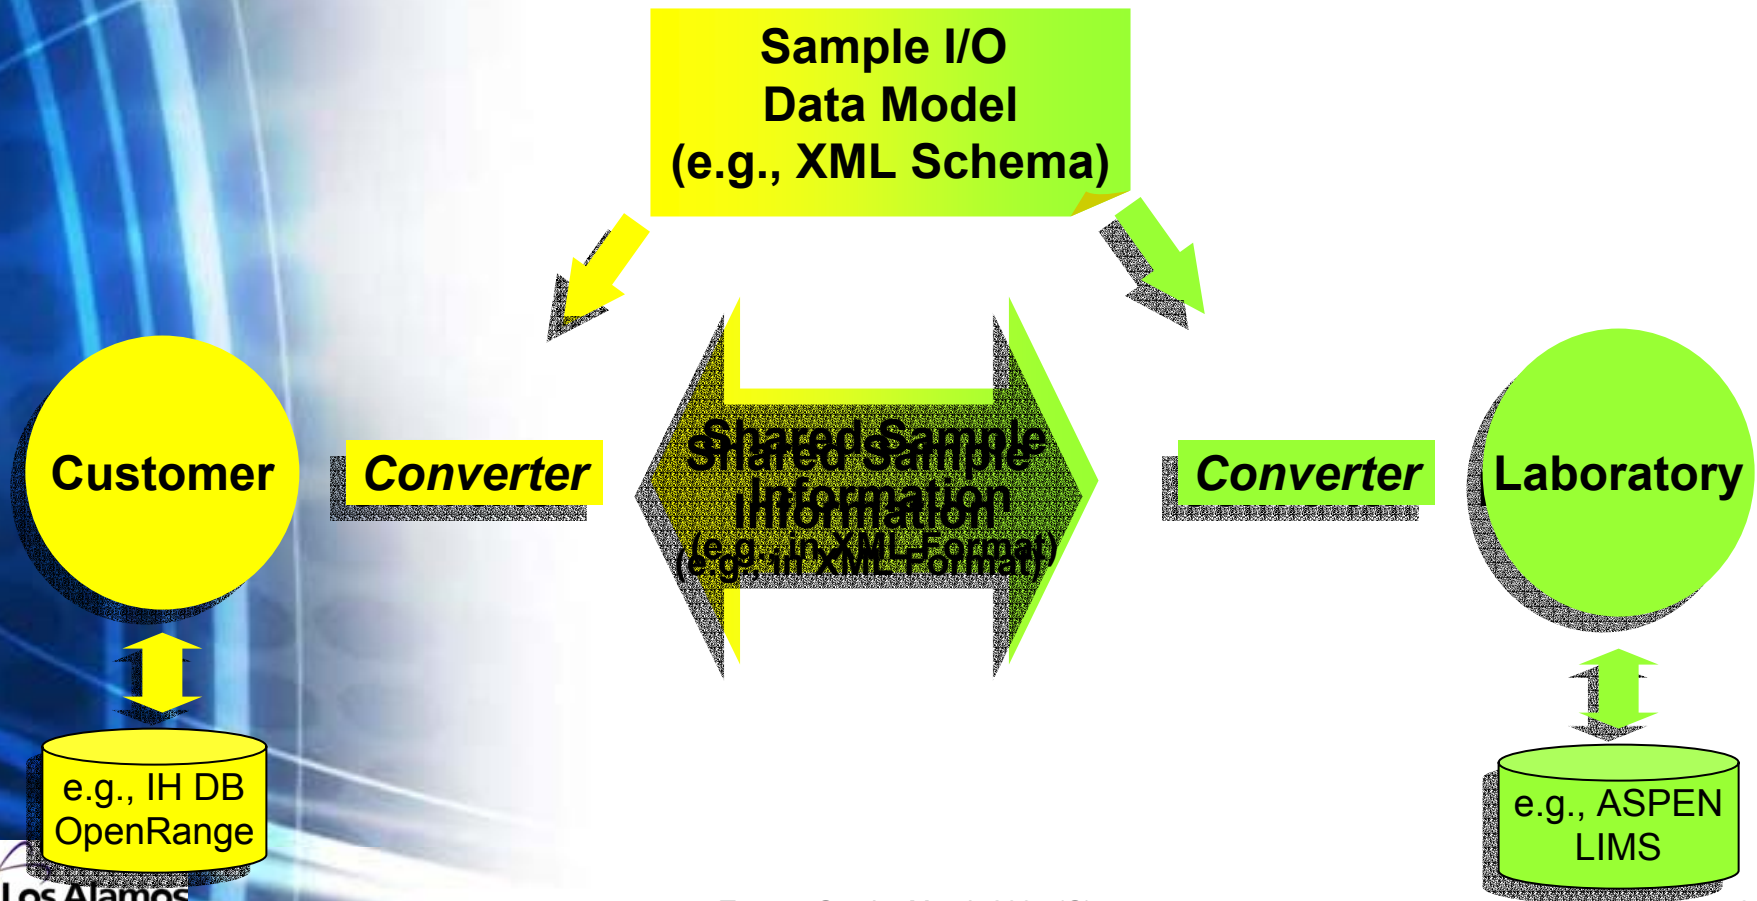 Sample I/O
Data Model
(e.g., XML Schema)
Customer
Converter
Shared Sample
Information
(e.g., in XML Format)
Converter
Laboratory
e.g., IH DB
OpenRange
e.g., ASPEN
LIMS
Los Alamos